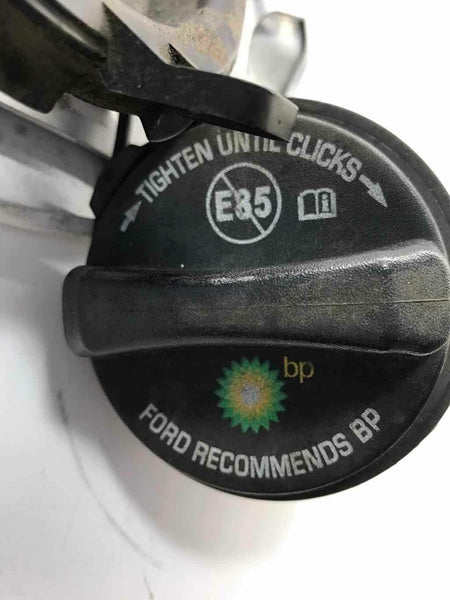 TIGHTEN UNTIL CLICKS
E85
i
bp
FORD RECOMMENDS BP